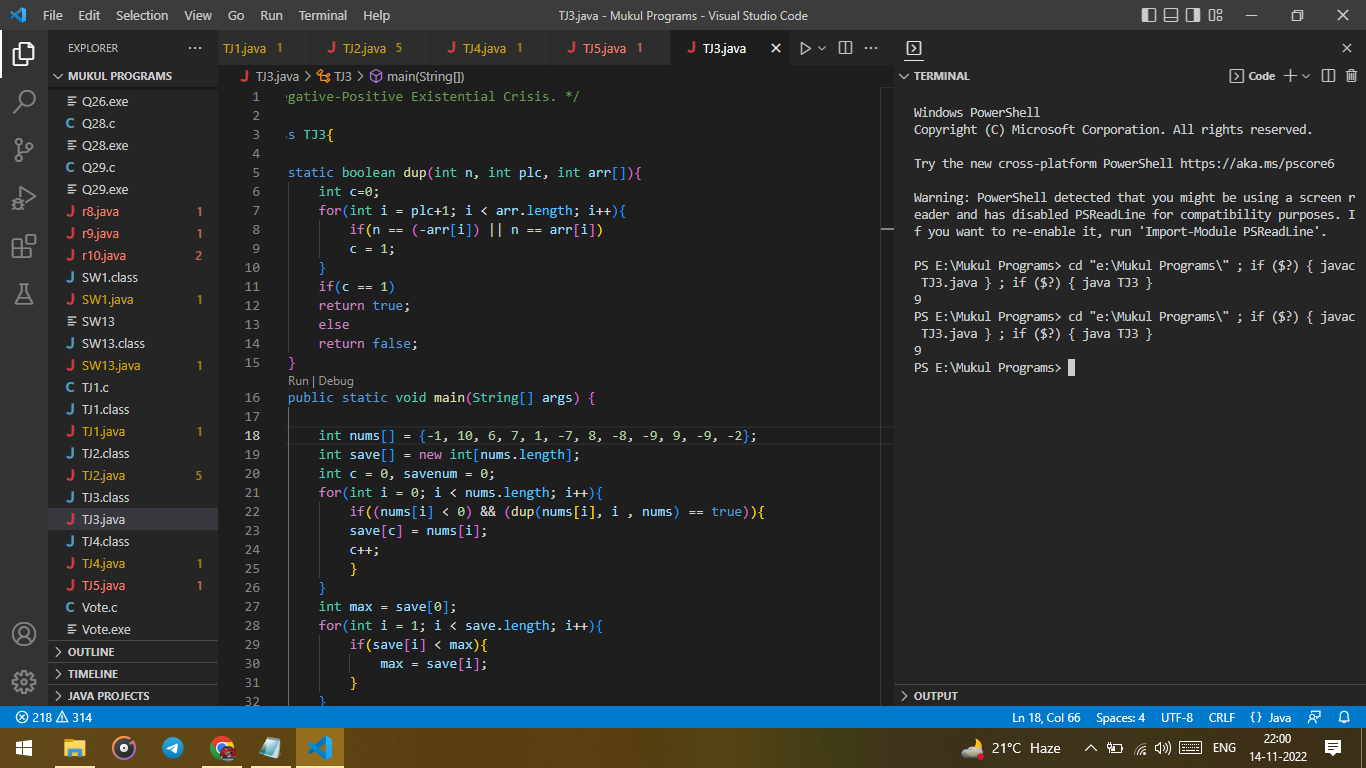 File Edit Selection View Go Run Terminal Help
TJ3.java - Mukul Programs - Visual Studio Code
EXPLORER
MUKUL PROGRAMS
Q26.exe
Q28.c
Q28.exe
Q29.c
Q29.exe
r8.java 1
r9.java 1
r10.java 2
SW1.class
SW1.java 1
SW13
SW13.class
SW13.java 1
TJ1.c
TJ1.class
TJ1.java 1
TJ2.class
TJ2.java 5
TJ3.class
TJ3.java
TJ4.class
TJ4.java 1
TJ5.java 1
Vote.c
Vote.exe
OUTLINE
TIMELINE
JAVA PROJECTS
TJ1.java 1 TJ2.java 5 TJ4.java 1 TJ5.java 1 TJ3.java
TJ3.java > TJ3 > main(String[])
1 gative-Positive Existential Crisis. */
2
3 s TJ3{
4
5 static boolean dup(int n, int plc, int arr[]){
6 int c=0;
7 for(int i = plc+1; i < arr.length; i++){
8 if(n == (-arr[i]) || n == arr[i])
9 c = 1;
10 }
11 if(c == 1)
12 return true;
13 else
14 return false;
15 }
Run | Debug
16 public static void main(String[] args) {
17
18 int nums[] = {-1, 10, 6, 7, 1, -7, 8, -8, -9, 9, -9, -2};
19 int save[] = new int[nums.length];
20 int c = 0, savenum = 0;
21 for(int i = 0; i < nums.length; i++){
22 if((nums[i] < 0) && (dup(nums[i], i , nums) == true)){
23 save[c] = nums[i];
24 c++;
25 }
26 }
27 int max = save[0];
28 for(int i = 1; i < save.length; i++){
29 if(save[i] < max){
30 max = save[i];
31 }
32 }
TERMINAL
Code
Windows PowerShell
Copyright (C) Microsoft Corporation. All rights reserved.
Try the new cross-platform PowerShell https://aka.ms/pscore6
Warning: PowerShell detected that you might be using a screen r
eader and has disabled PSReadLine for compatibility purposes. I
f you want to re-enable it, run 'Import-Module PSReadLine'.
PS E:\Mukul Programs> cd "e:\Mukul Programs\" ; if ($?) { javac
TJ3.java } ; if ($?) { java TJ3 }
9
PS E:\Mukul Programs> cd "e:\Mukul Programs\" ; if ($?) { javac
TJ3.java } ; if ($?) { java TJ3 }
9
PS E:\Mukul Programs>
OUTPUT
218 314
Ln 18, Col 66 Spaces: 4 UTF-8 CRLF {} Java
21°C Haze
ENG
22:00
14-11-2022